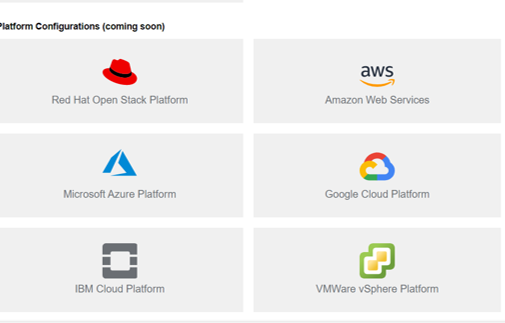 Platform Configurations (coming soon)
Red Hat Open Stack Platform
aws
Amazon Web Services
Microsoft Azure Platform
Google Cloud Platform
IBM Cloud Platform
VMWare vSphere Platform